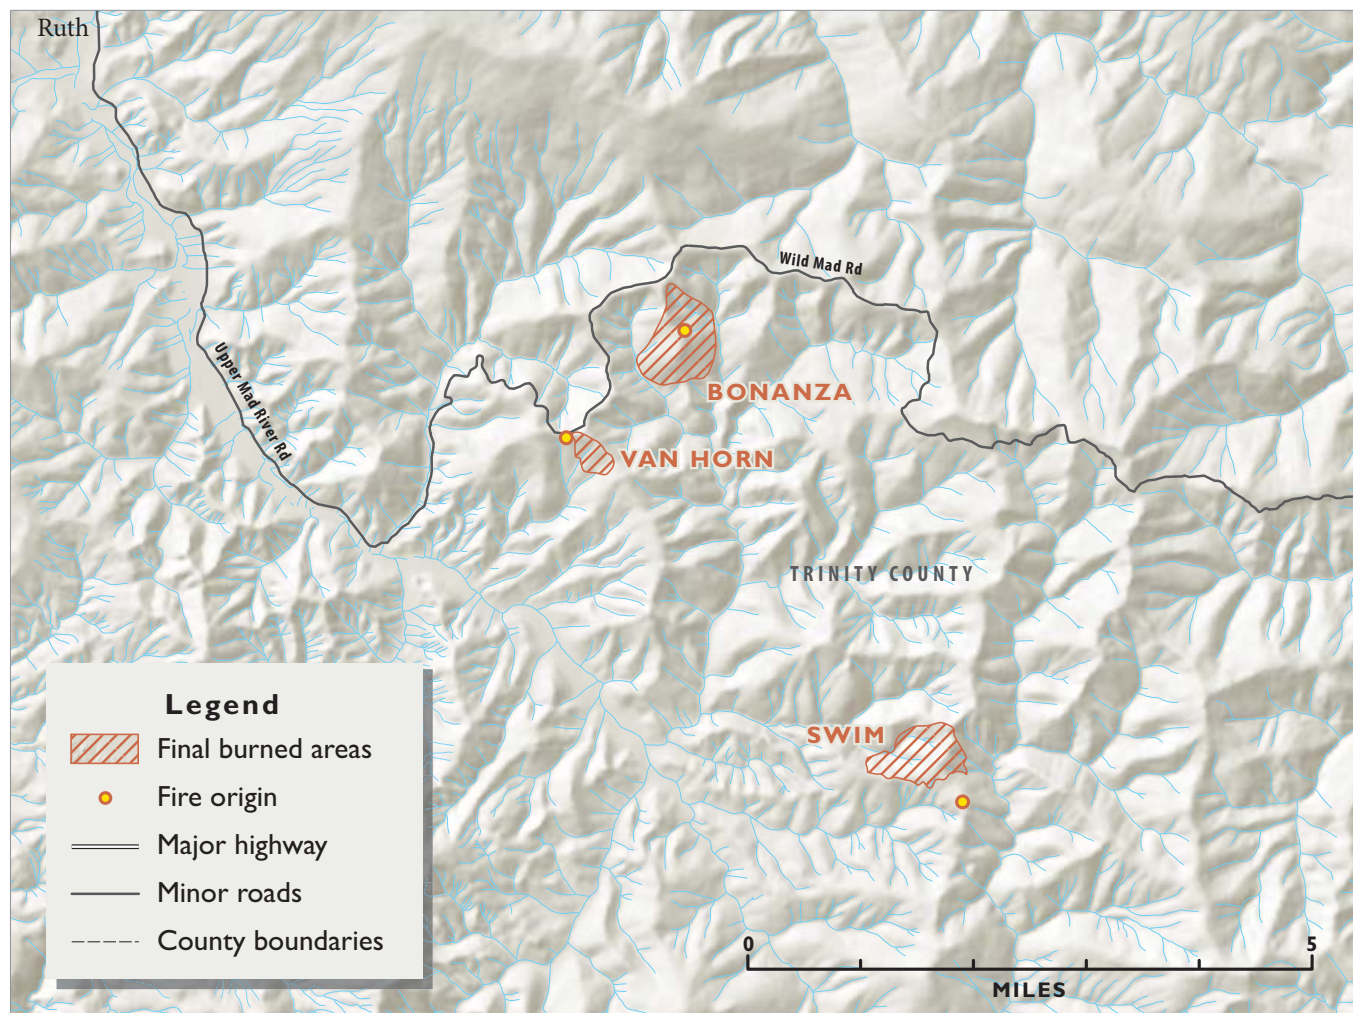 Ruth
Wild Mad Rd
Upper Mad River Rd
BONANZA
VAN HORN
TRINITY COUNTY
SWIM
Legend
Final burned areas
Fire origin
Major highway
Minor roads
County boundaries
0 5
MILES